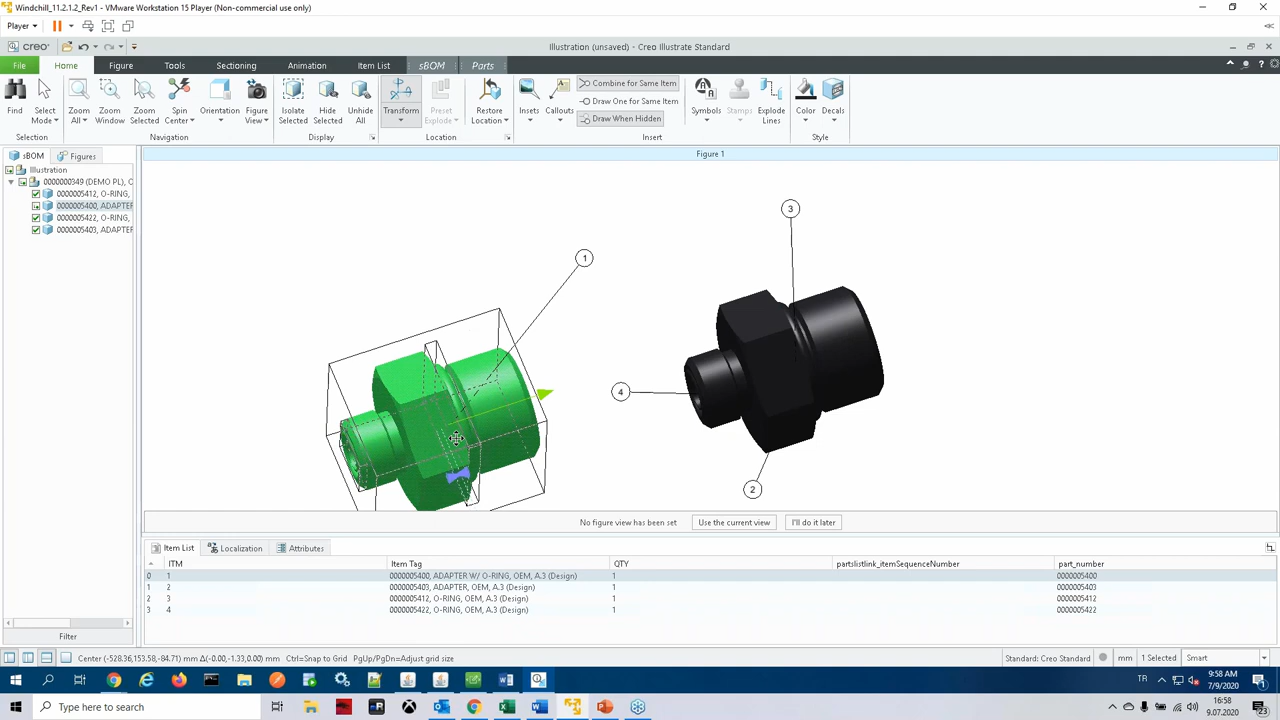 Windchill_11.2.1.2_Rev1 - VMware Workstation 15 Player (Non-commercial use only)
Player
creo
Illustration (unsaved) - Creo Illustrate Standard
File Home Figure Tools Sectioning Animation Item List sBOM Parts
Find
Select Mode
Zoom All
Zoom Window
Zoom Selected
Spin Center
Orientation
Figure View
Isolate Selected
Hide Selected
Unhide All
Transform
Preset Explode
Restore Location
Inserts
Callouts
Combine for Same Item
Draw One for Same Item
Draw When Hidden
Symbols
Stamps
Explode Lines
Color
Decals
Selection Navigation Display Location Insert Style
sBOM Figures
Figure 1
Illustration
0000000349 (DEMO PL), O
0000005412, O-RING,
0000005400, ADAPTER
0000005422, O-RING,
0000005403, ADAPTER
3
1
4
2
No figure view has been set Use the current view I'll do it later
Item List Localization Attributes
ITM Item Tag QTY partslistlink_itemSequenceNumber part_number
0 1 0000005400, ADAPTER W/ O-RING, OEM, A.3 (Design) 1 0000005400
1 2 0000005403, ADAPTER, OEM, A.3 (Design) 1 0000005403
2 3 0000005412, O-RING, OEM, A.3 (Design) 1 0000005412
3 4 0000005422, O-RING, OEM, A.3 (Design) 1 0000005422
Filter
Center (-528.36,153.58,-84.71) mm Δ(-0.00,-1.33,0.00) mm Ctrl=Snap to Grid PgUp/PgDn=Adjust grid size
Standard: Creo Standard mm 1 Selected Smart
TR
9:58 AM
7/9/2020
Type here to search
16:58
9.07.2020
23